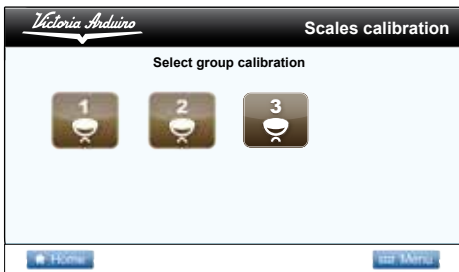 Victoria Arduino
Scales calibration
Select group calibration
1 2 3
Home Menu